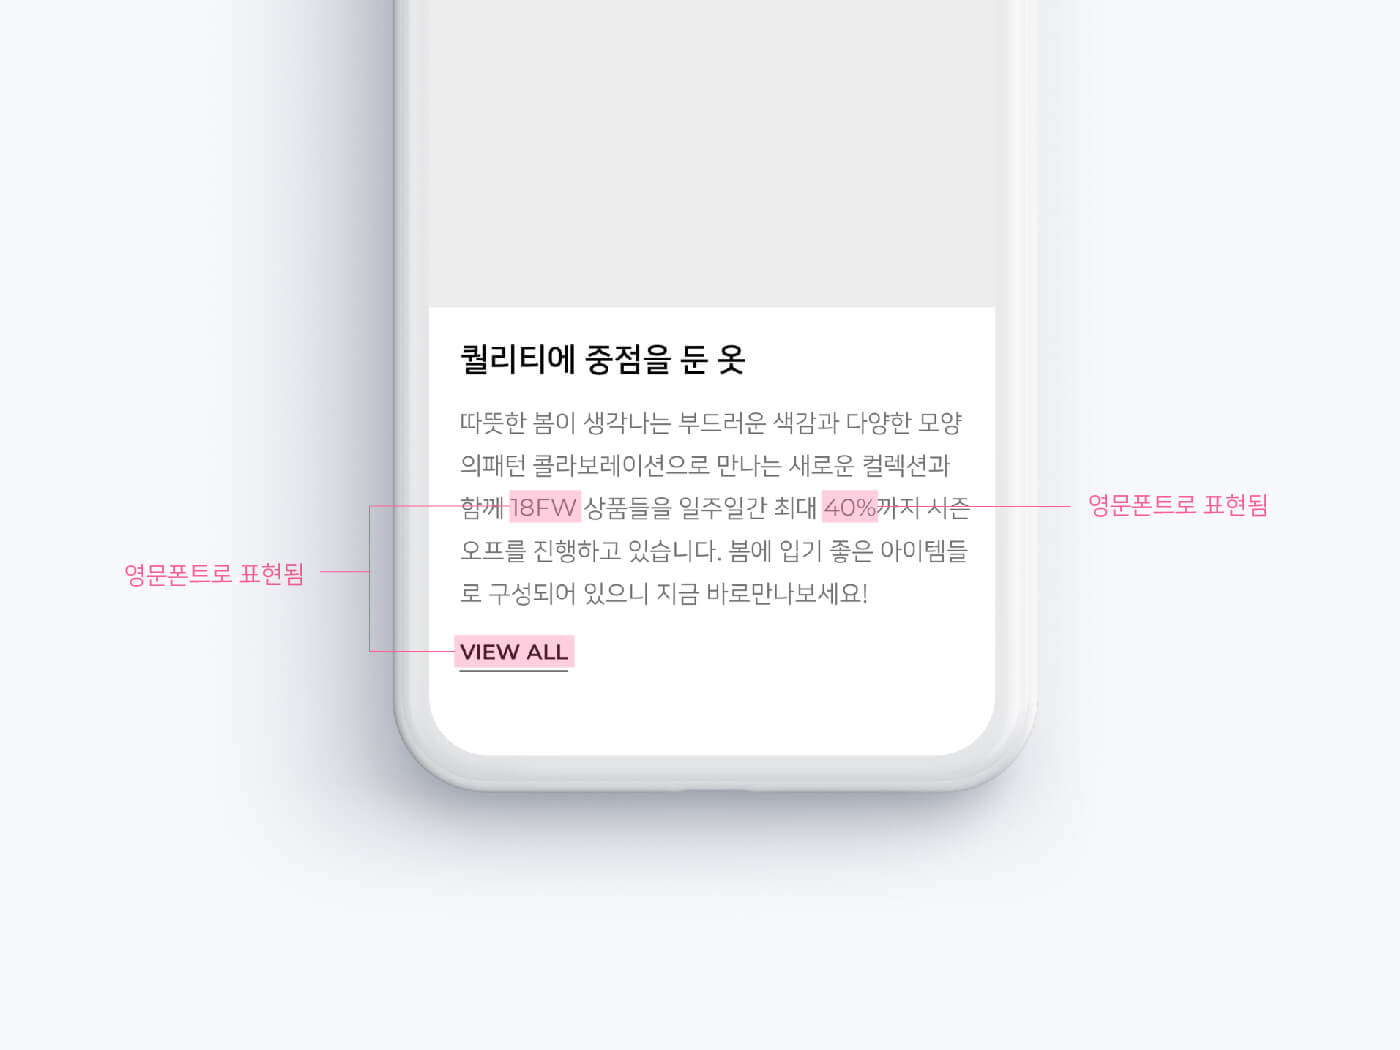 퀄리티에 중점을 둔 옷
따뜻한 봄이 생각나는 부드러운 색감과 다양한 모양
의패턴 콜라보레이션으로 만나는 새로운 컬렉션과
함께 18FW 상품들을 일주일간 최대 40%까지 시즌
오프를 진행하고 있습니다. 봄에 입기 좋은 아이템들
로 구성되어 있으니 지금 바로만나보세요!
VIEW ALL
영문폰트로 표현됨
영문폰트로 표현됨